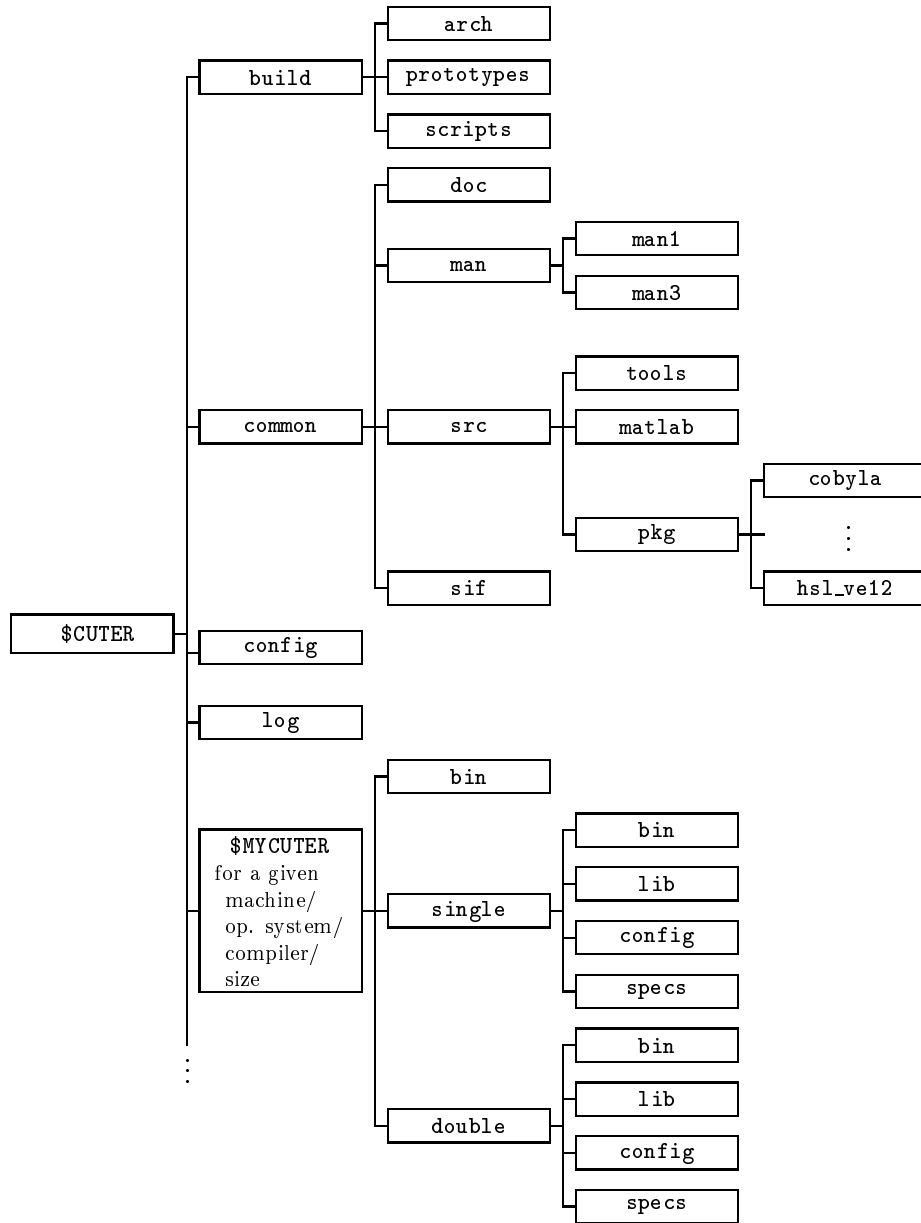 arch
build
prototypes
scripts
doc
man1
man
man3
tools
common
src
matlab
cobyla
pkg
⋮
sif
hsl_ve12
$CUTER
config
log
bin
$MYCUTER
for a given
machine/
op. system/
compiler/
size
bin
lib
single
config
specs
bin
⋮
lib
double
config
specs